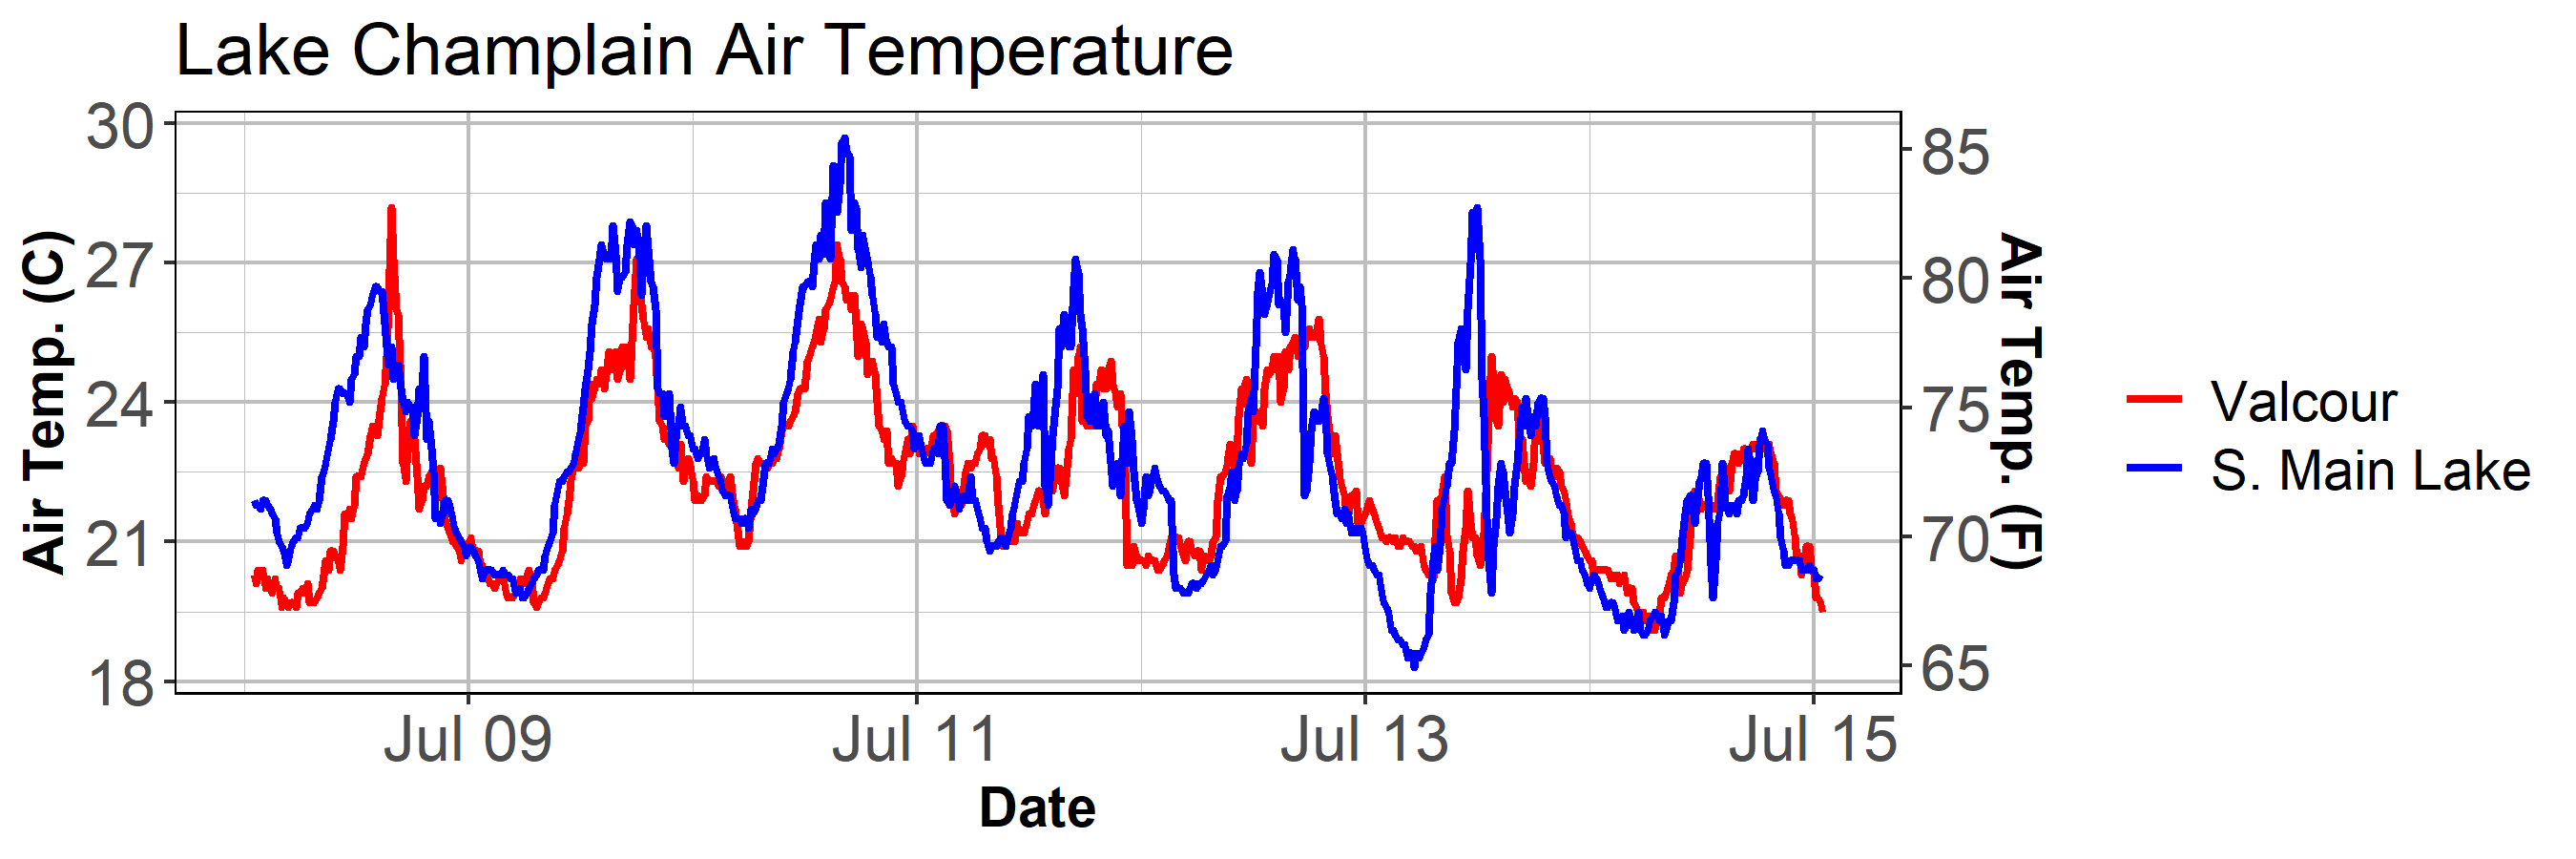 Lake Champlain Air Temperature
30
27
24
21
18
Air Temp. (C)
85
80
75
70
65
Air Temp. (F)
Jul 09
Jul 11
Jul 13
Jul 15
Date
Valcour
S. Main Lake